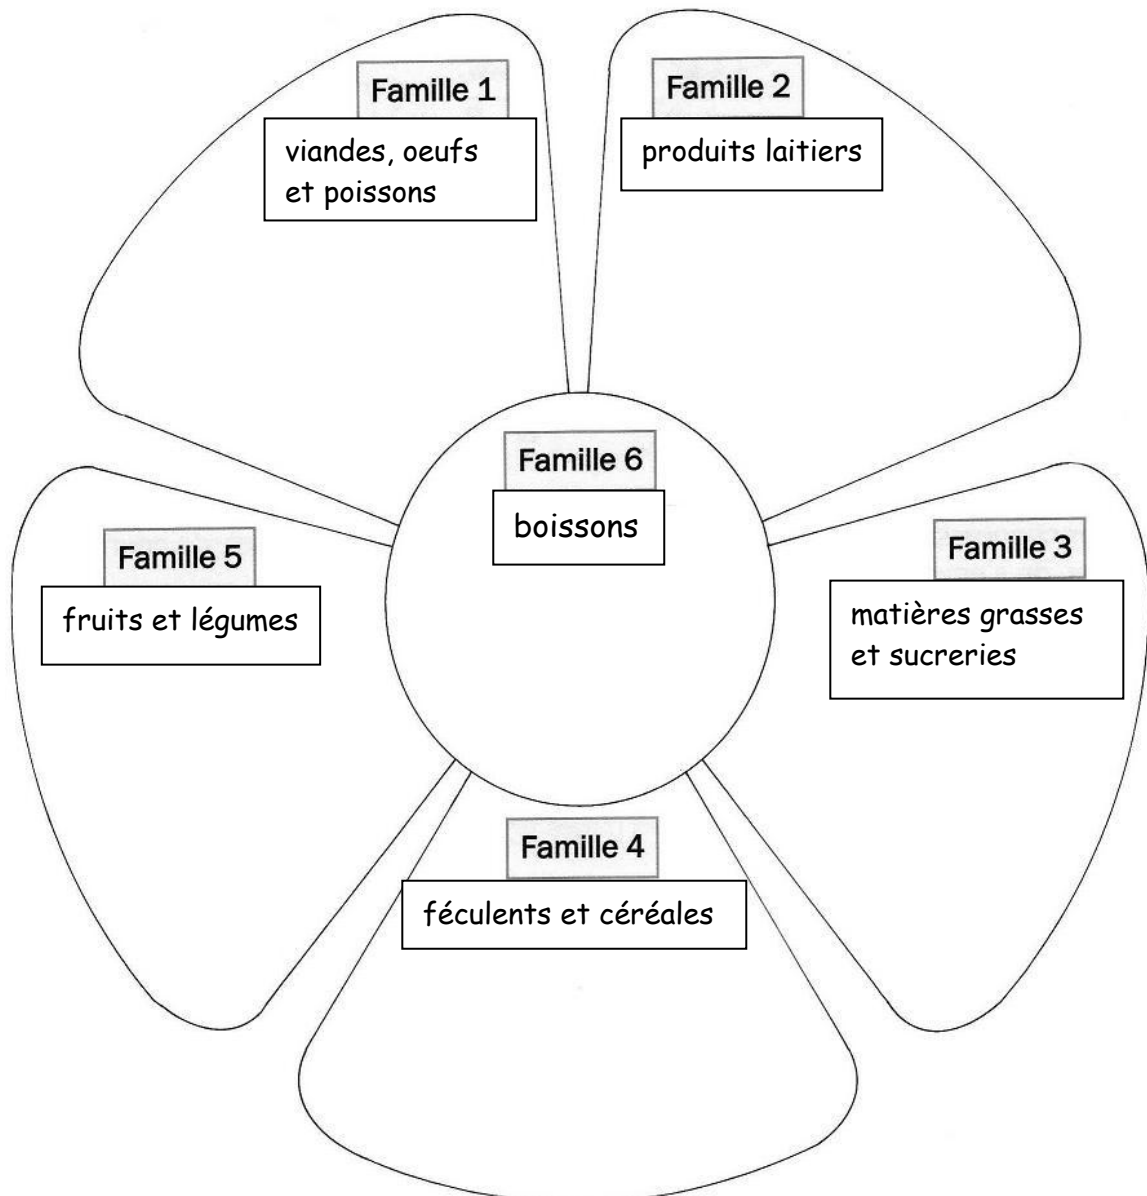 Famille 1
viandes, oeufs
et poissons
Famille 2
produits laitiers
Famille 6
boissons
Famille 5
fruits et légumes
Famille 3
matières grasses
et sucreries
Famille 4
féculents et céréales